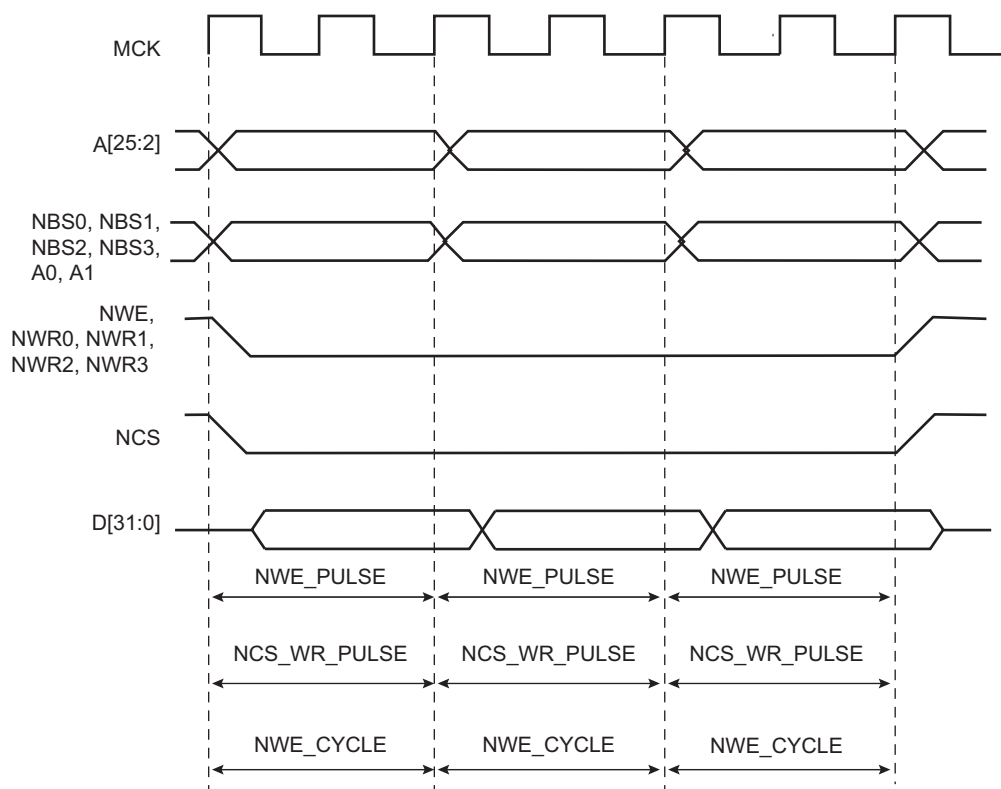 MCK
A[25:2]
NBS0, NBS1,
NBS2, NBS3,
A0, A1
NWE,
NWR0, NWR1,
NWR2, NWR3
NCS
D[31:0]
NWE_PULSE NWE_PULSE NWE_PULSE
NCS_WR_PULSE NCS_WR_PULSE NCS_WR_PULSE
NWE_CYCLE NWE_CYCLE NWE_CYCLE